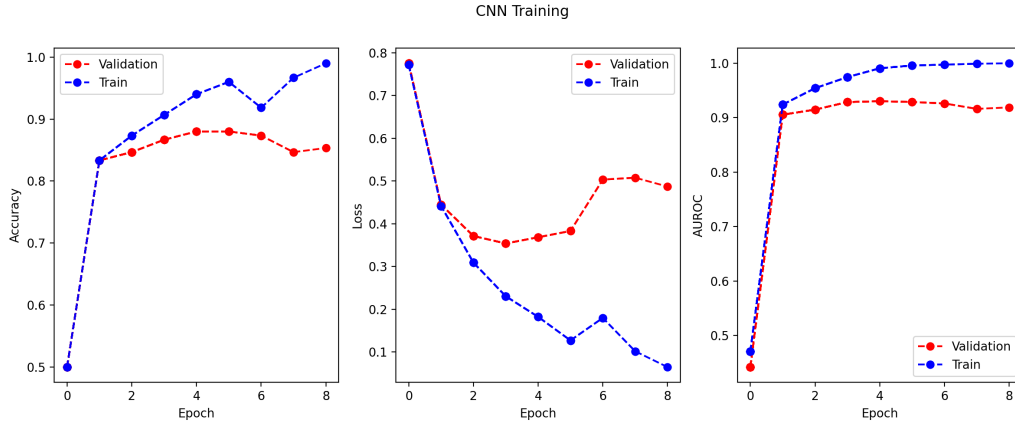 CNN Training
1.0
0.9
0.8
0.7
0.6
0.5
Accuracy
0
2
4
6
8
Epoch
Validation
Train
0.8
0.7
0.6
0.5
0.4
0.3
0.2
0.1
Loss
0
2
4
6
8
Epoch
Validation
Train
1.0
0.9
0.8
0.7
0.6
0.5
AUROC
0
2
4
6
8
Epoch
Validation
Train